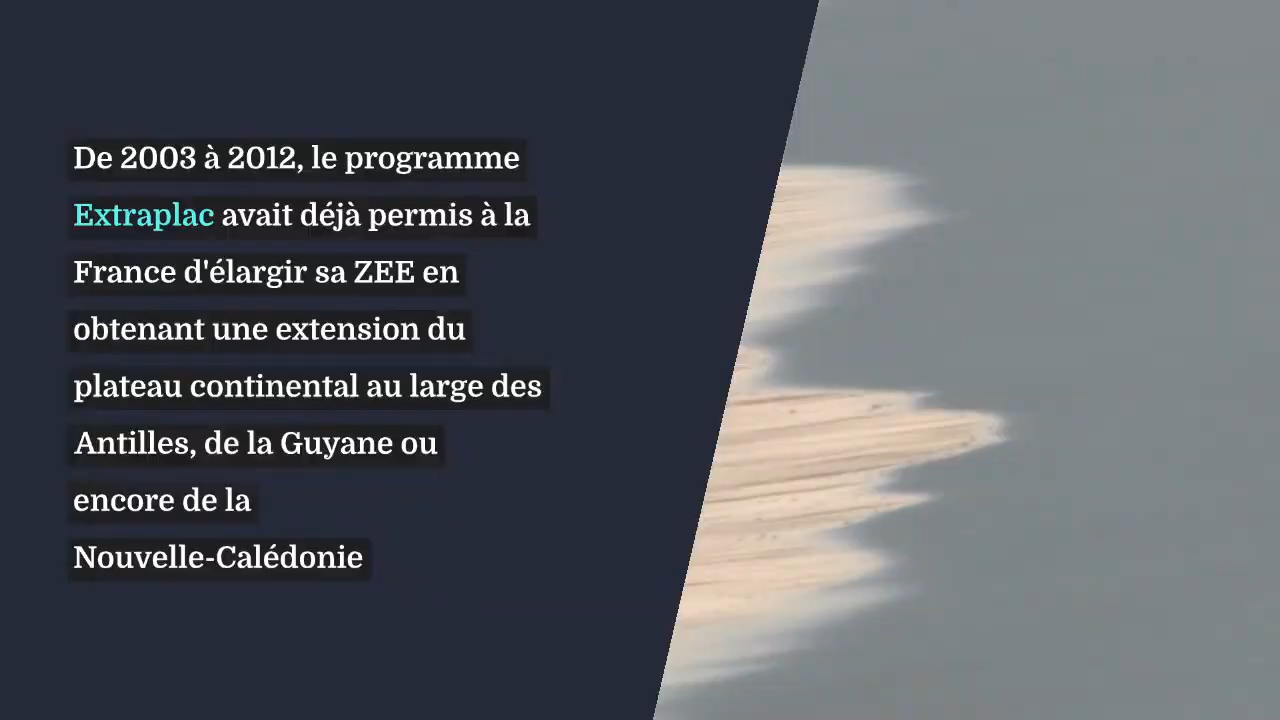 De 2003 à 2012, le programme
Extraplac avait déjà permis à la
France d'élargir sa ZEE en
obtenant une extension du
plateau continental au large des
Antilles, de la Guyane ou
encore de la
Nouvelle-Calédonie